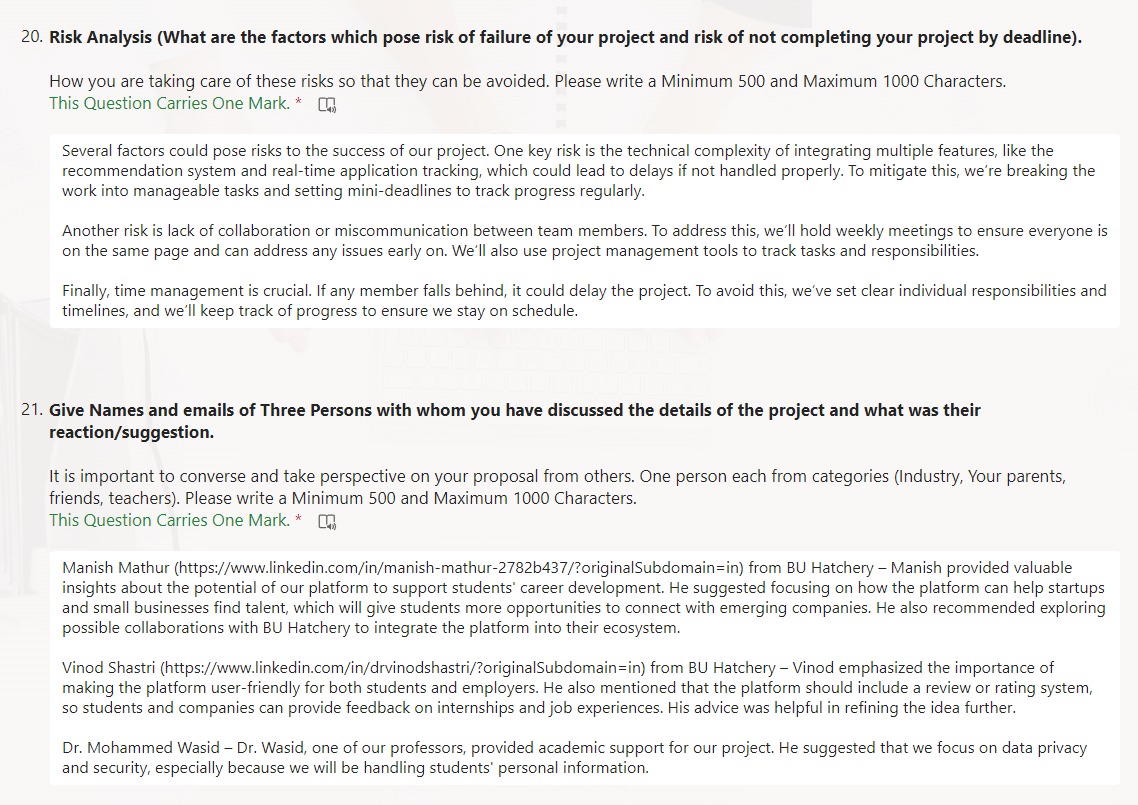 20. Risk Analysis (What are the factors which pose risk of failure of your project and risk of not completing your project by deadline).
How you are taking care of these risks so that they can be avoided. Please write a Minimum 500 and Maximum 1000 Characters.
This Question Carries One Mark. *
Several factors could pose risks to the success of our project. One key risk is the technical complexity of integrating multiple features, like the
recommendation system and real-time application tracking, which could lead to delays if not handled properly. To mitigate this, we're breaking the
work into manageable tasks and setting mini-deadlines to track progress regularly.
Another risk is lack of collaboration or miscommunication between team members. To address this, we'll hold weekly meetings to ensure everyone is
on the same page and can address any issues early on. We'll also use project management tools to track tasks and responsibilities.
Finally, time management is crucial. If any member falls behind, it could delay the project. To avoid this, we've set clear individual responsibilities and
timelines, and we'll keep track of progress to ensure we stay on schedule.
21. Give Names and emails of Three Persons with whom you have discussed the details of the project and what was their
reaction/suggestion.
It is important to converse and take perspective on your proposal from others. One person each from categories (Industry, Your parents,
friends, teachers). Please write a Minimum 500 and Maximum 1000 Characters.
This Question Carries One Mark. *
Manish Mathur (https://www.linkedin.com/in/manish-mathur-2782b437/?originalSubdomain=in) from BU Hatchery – Manish provided valuable
insights about the potential of our platform to support students' career development. He suggested focusing on how the platform can help startups
and small businesses find talent, which will give students more opportunities to connect with emerging companies. He also recommended exploring
possible collaborations with BU Hatchery to integrate the platform into their ecosystem.
Vinod Shastri (https://www.linkedin.com/in/drvinodshastri/?originalSubdomain=in) from BU Hatchery – Vinod emphasized the importance of
making the platform user-friendly for both students and employers. He also mentioned that the platform should include a review or rating system,
so students and companies can provide feedback on internships and job experiences. His advice was helpful in refining the idea further.
Dr. Mohammed Wasid – Dr. Wasid, one of our professors, provided academic support for our project. He suggested that we focus on data privacy
and security, especially because we will be handling students' personal information.